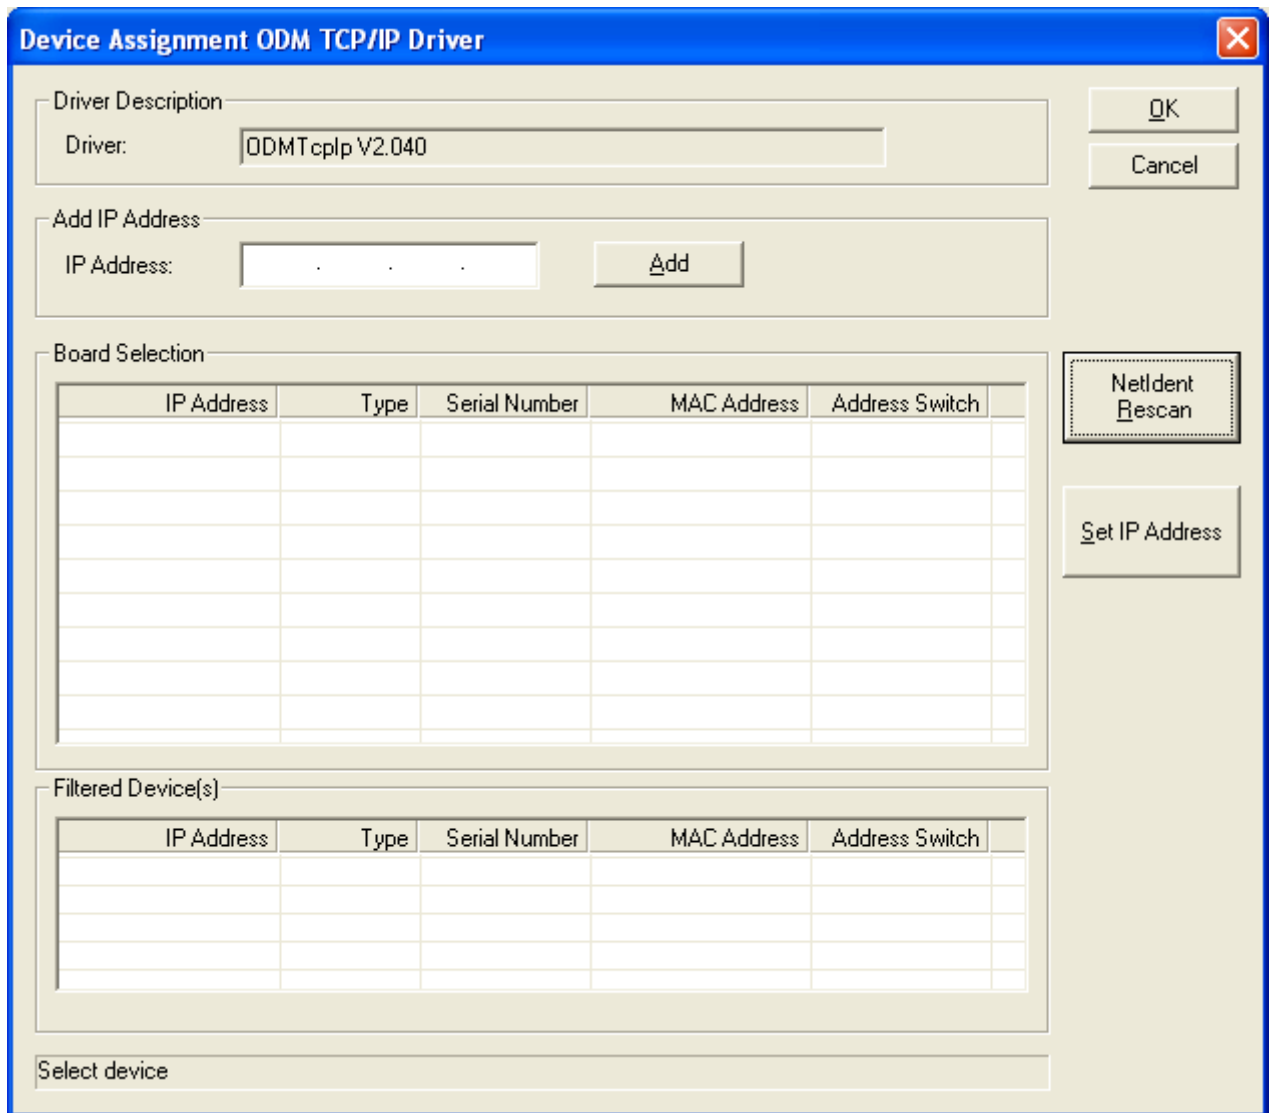 Device Assignment ODM TCP/IP Driver
Driver Description
Driver: ODMTcpIp V2.040
OK
Cancel
Add IP Address
IP Address: . . . Add
Board Selection
IP Address Type Serial Number MAC Address Address Switch
NetIdent
Rescan
Set IP Address
Filtered Device(s)
IP Address Type Serial Number MAC Address Address Switch
Select device